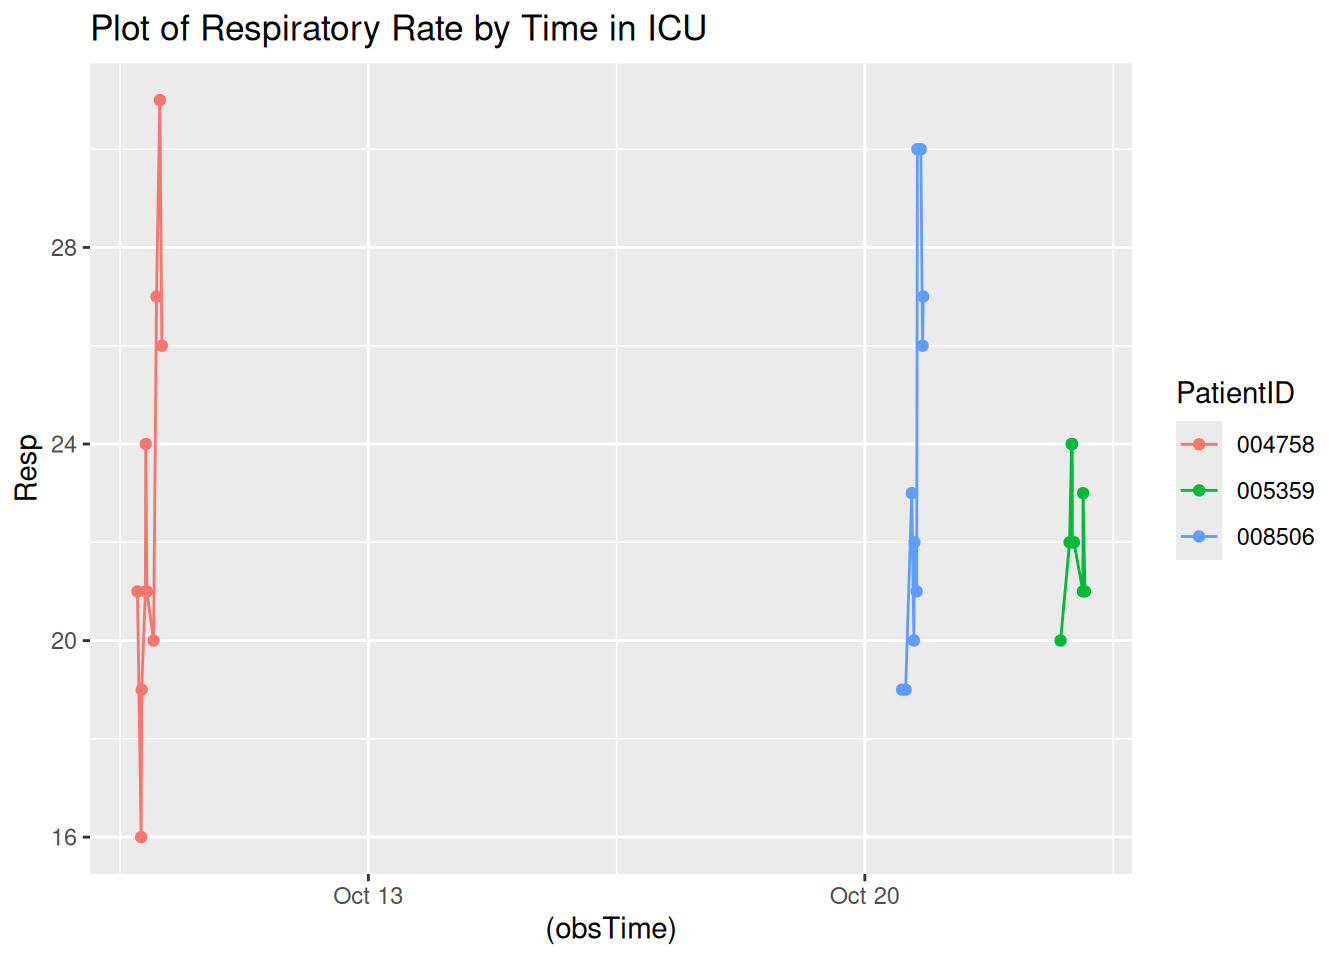 Plot of Respiratory Rate by Time in ICU
28
24
20
16
Resp
Oct 13
Oct 20
(obsTime)
PatientID
004758
005359
008506